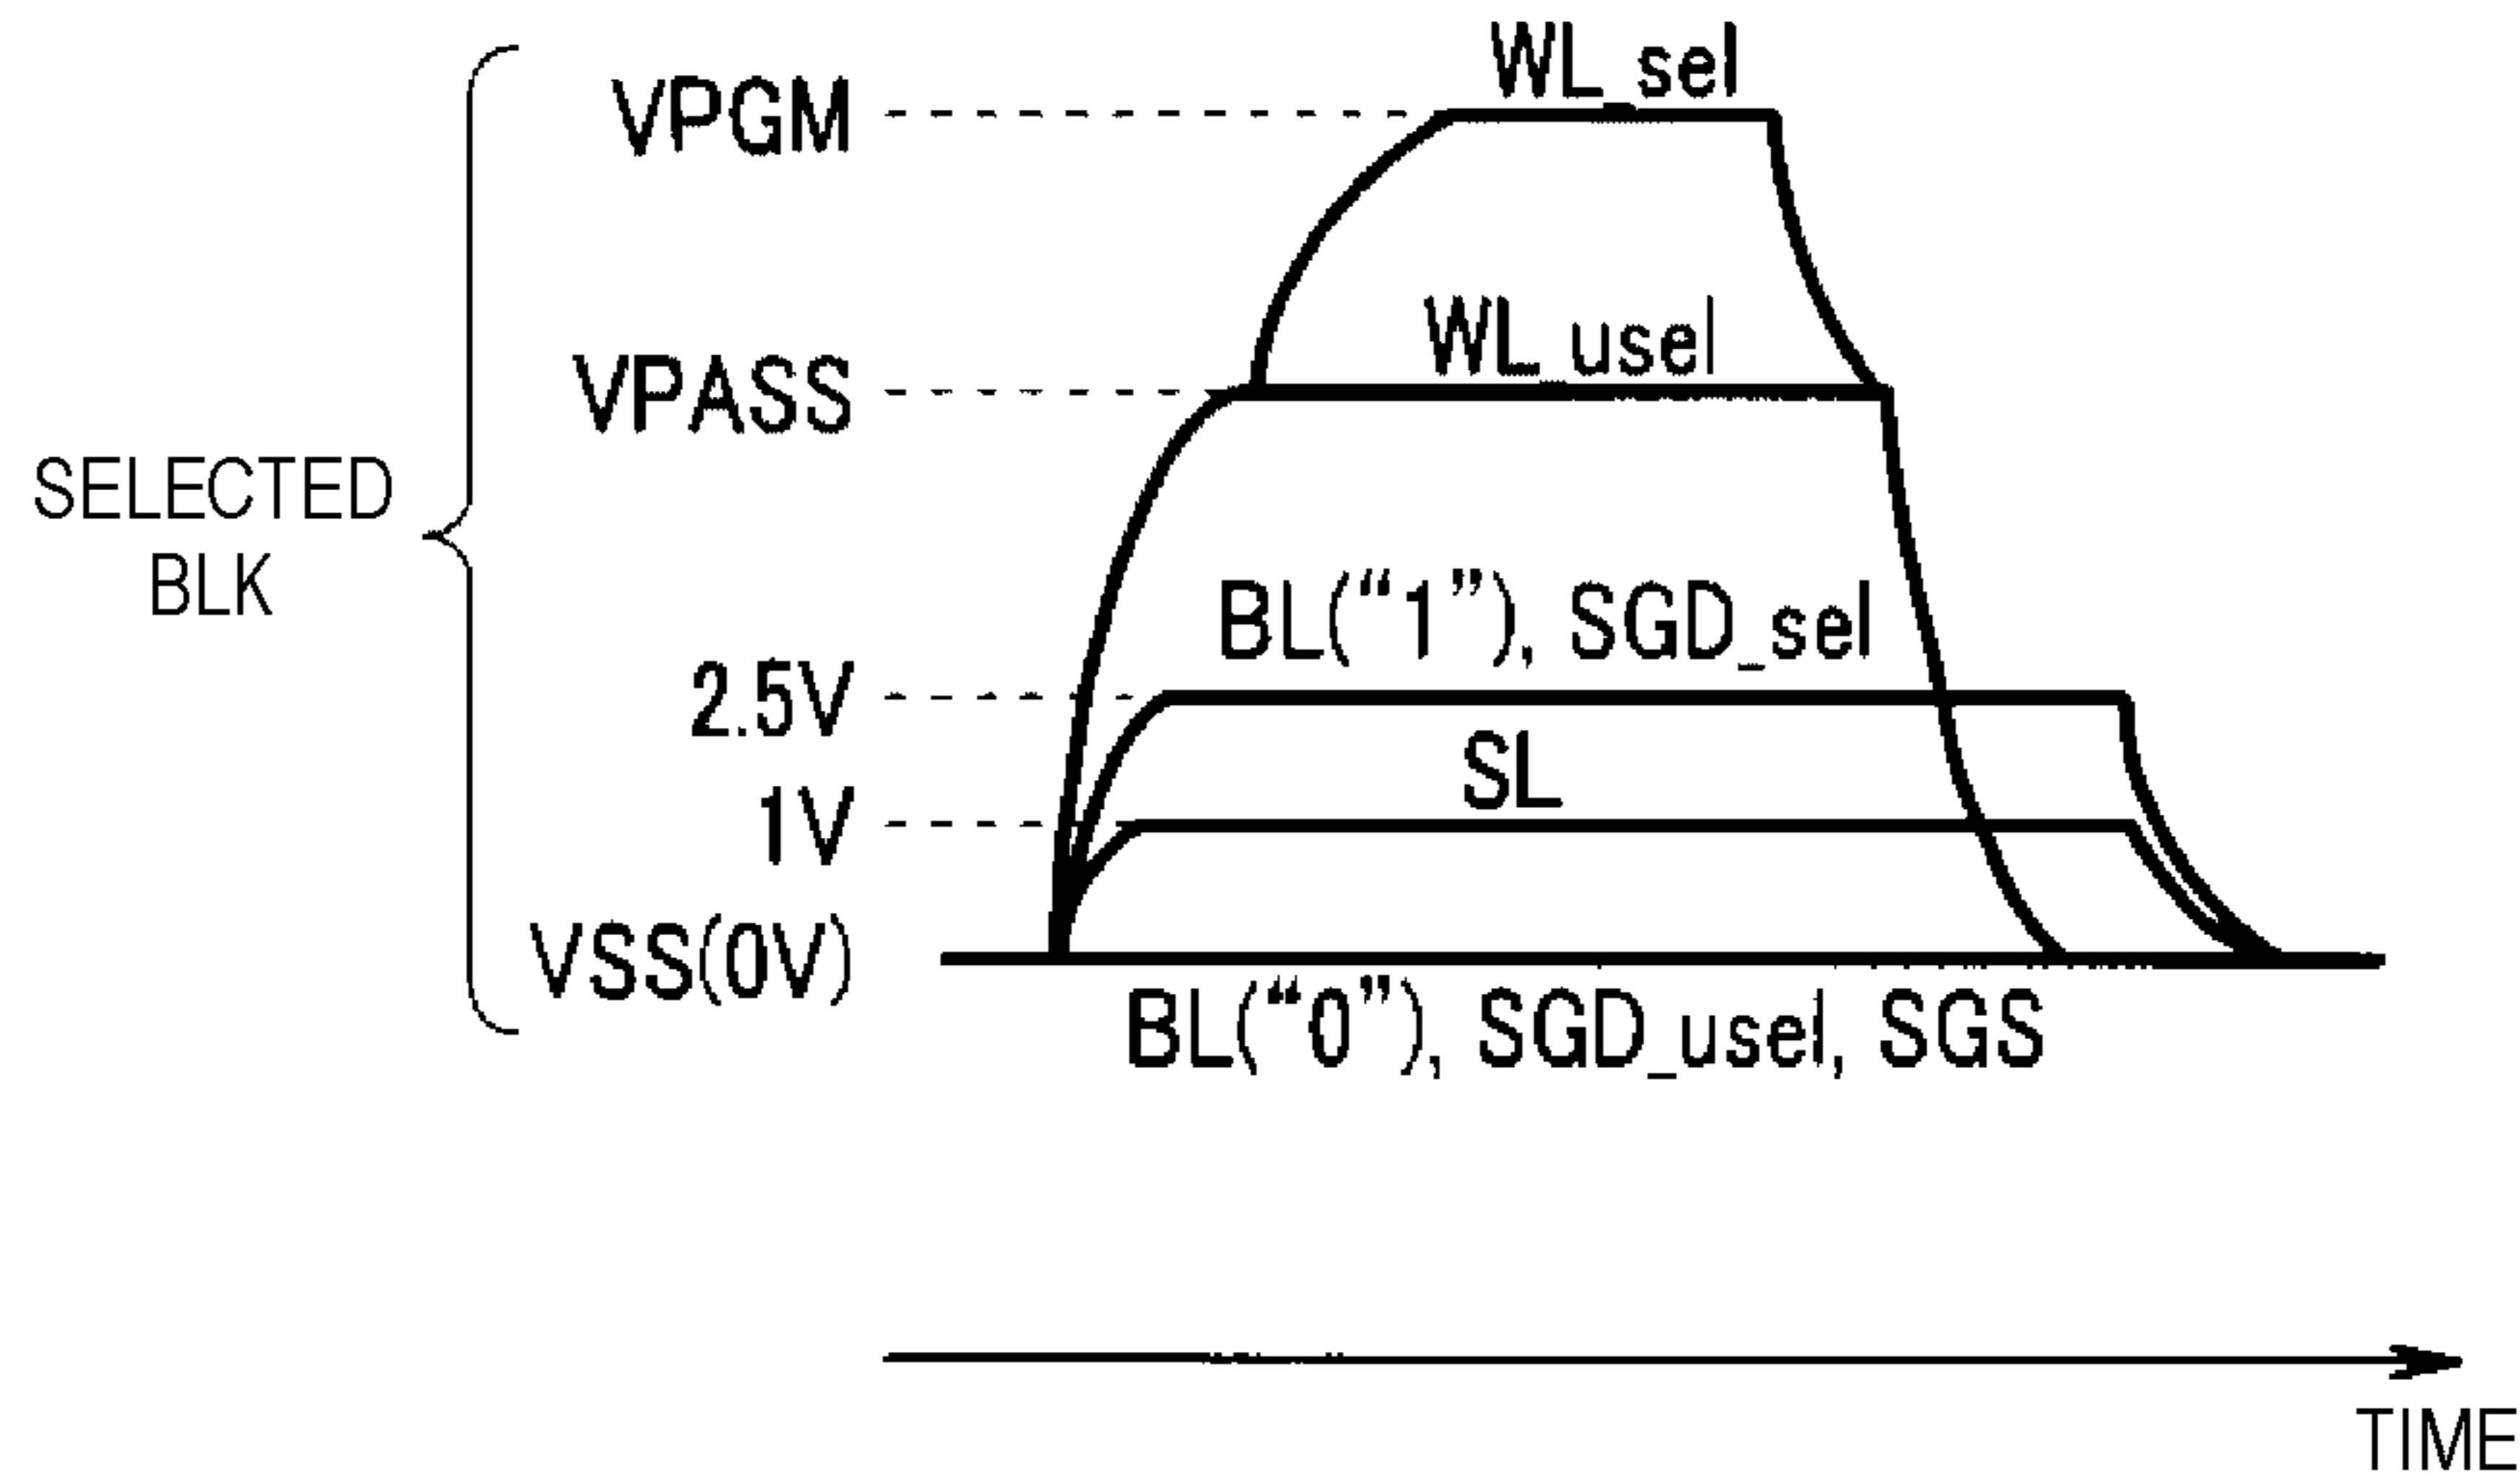 WL_sel
VPGM
WL_usel
VPASS
SELECTED
BLK
BL(“1”), SGD_sel
2.5V
SL
1V
VSS(0V)
BL(“0”), SGD_usel, SGS
TIME